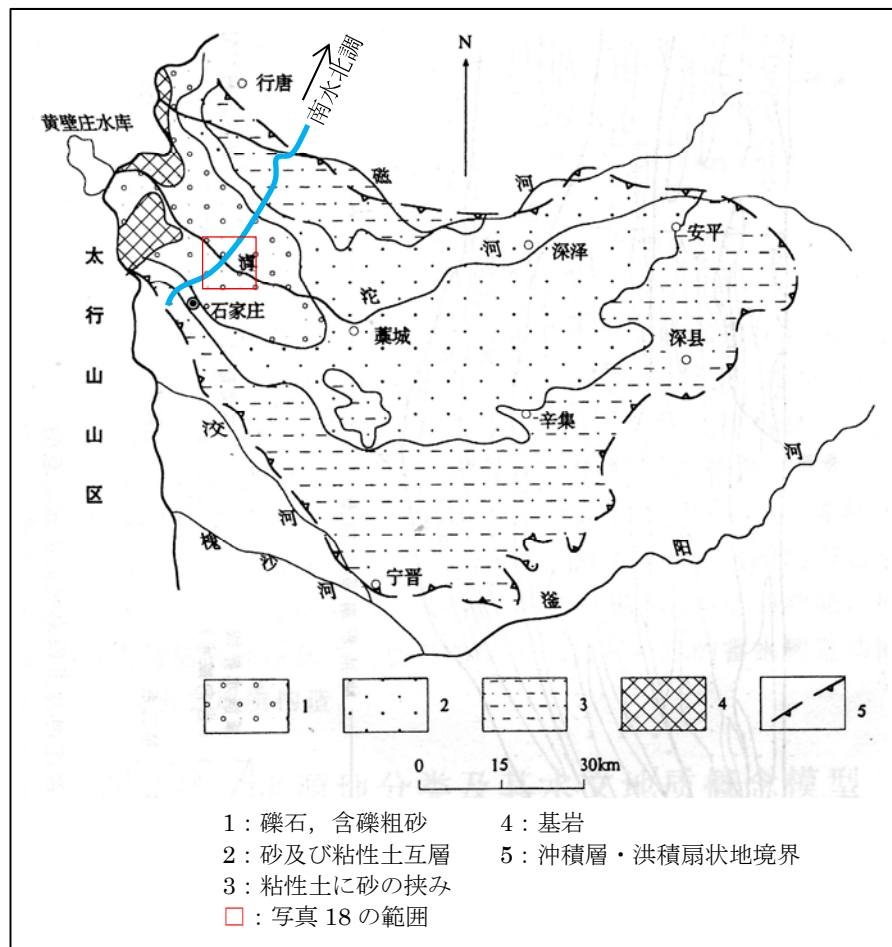 N
行唐
南水北調
黄壁庄水库
磁
河
安平
河
深泽
滹
沱
太行山山区
石家庄
藁城
深县
辛集
洨
河
河
宁晋
槐
沙
河
阳
滏
1
2
3
4
5
0 15 30km
1：礫石，含礫粗砂
4：基岩
2：砂及び粘性土互層
5：沖積層・洪積扇状地境界
3：粘性土に砂の挟み
□：写真 18 の範囲